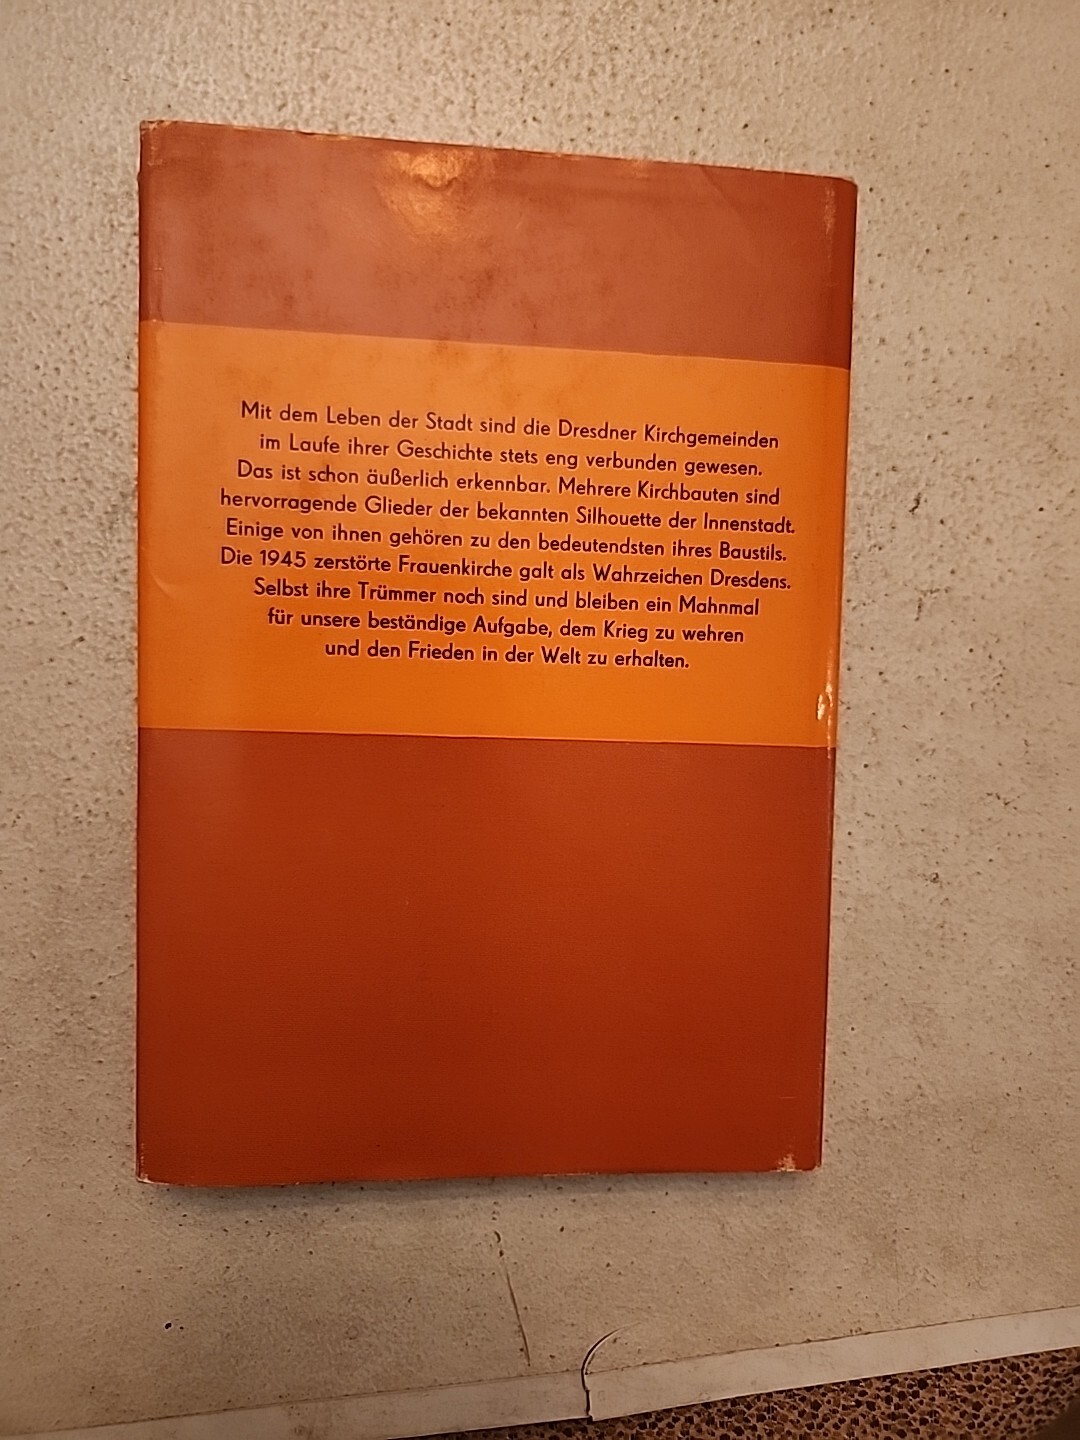 Mit dem Leben der Stadt sind die Dresdner Kirchgemeinden
im Laufe ihrer Geschichte stets eng verbunden gewesen.
Das ist schon äußerlich erkennbar. Mehrere Kirchbauten sind
hervorragende Glieder der bekannten Silhouette der Innenstadt.
Einige von ihnen gehören zu den bedeutendsten ihres Baustils.
Die 1945 zerstörte Frauenkirche galt als Wahrzeichen Dresdens.
Selbst ihre Trümmer noch sind und bleiben ein Mahnmal
für unsere beständige Aufgabe, dem Krieg zu wehren
und den Frieden in der Welt zu erhalten.